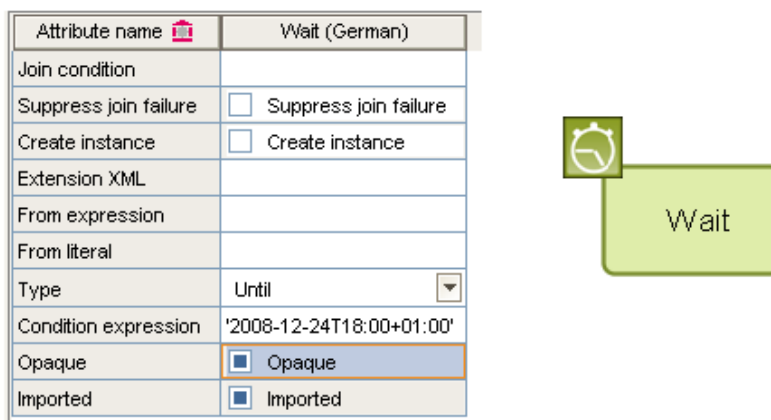 Attribute name Wait (German)
Join condition
Suppress join failure Suppress join failure
Create instance Create instance
Extension XML
From expression
From literal
Type Until
Condition expression '2008-12-24T18:00+01:00'
Opaque Opaque
Imported Imported
Wait